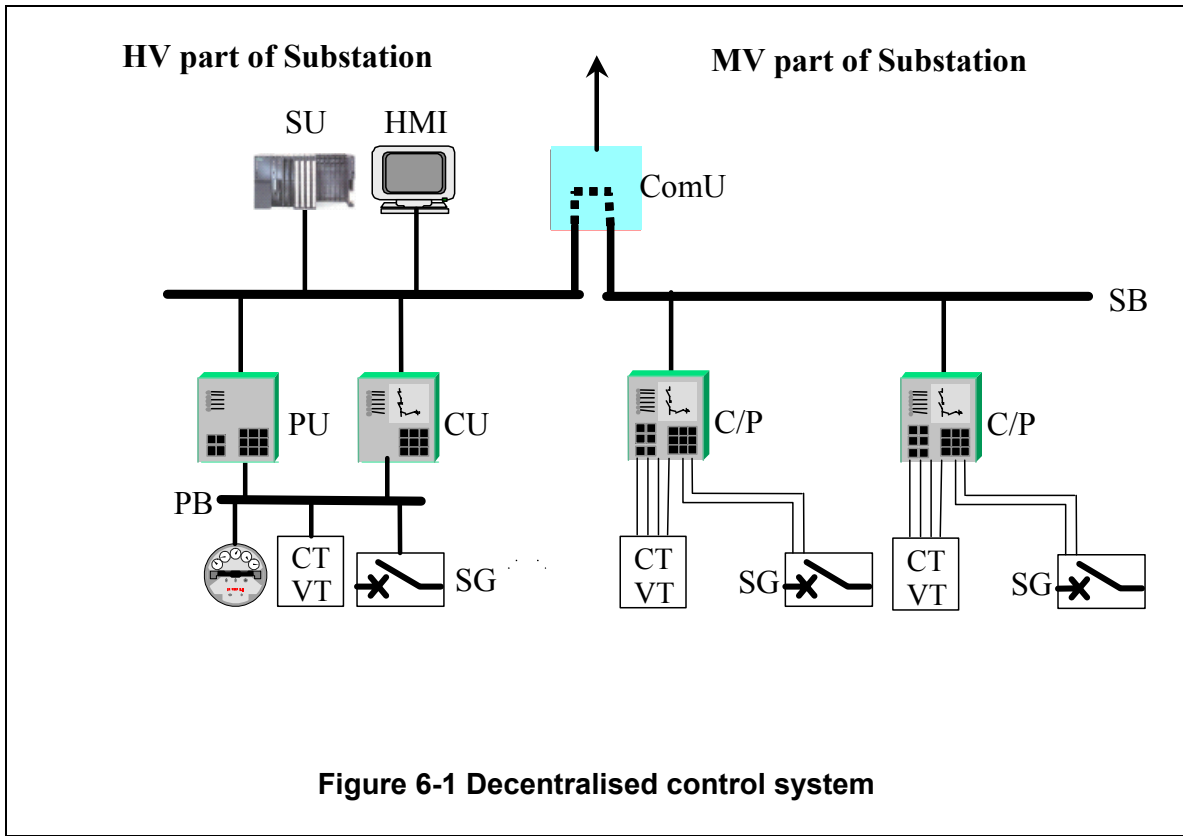 HV part of Substation
MV part of Substation
SU
HMI
ComU
SB
PU
CU
C/P
C/P
PB
CT
VT
SG
CT
VT
SG
CT
VT
SG
Figure 6-1 Decentralised control system